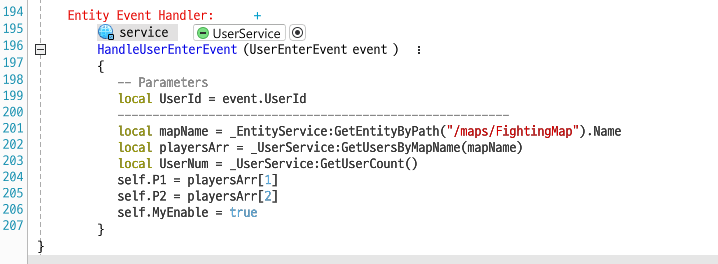 194 Entity Event Handler: +
195 service UserService
196 HandleUserEnterEvent (UserEnterEvent event )
197 {
198 -- Parameters
199 local UserId = event.UserId
200 ---------------------------------------------------------
201 local mapName = _EntityService:GetEntityByPath("/maps/FightingMap").Name
202 local playersArr = _UserService:GetUsersByMapName(mapName)
203 local UserNum = _UserService:GetUserCount()
204 self.P1 = playersArr[1]
205 self.P2 = playersArr[2]
206 self.MyEnable = true
207 }
}